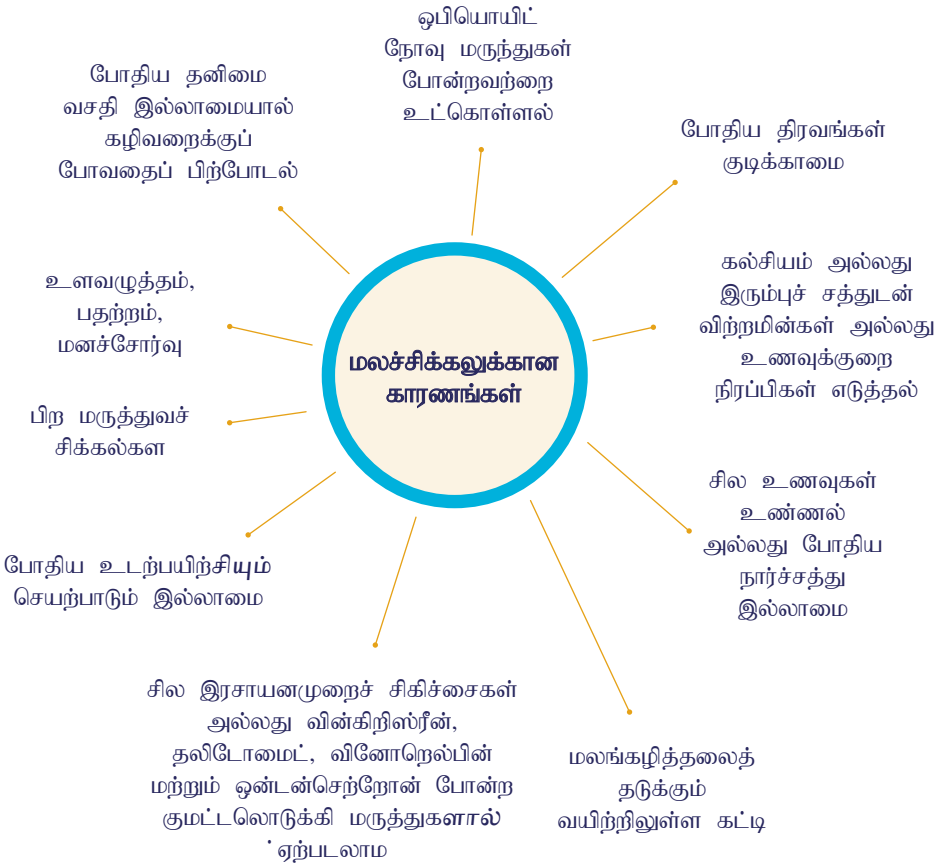 மலச்சிக்கலுக்கான
காரணங்கள்
ஒபியொயிட்
நோவு மருந்துகள்
போன்றவற்றை
உட்கொள்ளல்
போதிய திரவங்கள்
குடிக்காமை
கல்சியம் அல்லது
இரும்புச் சத்துடன்
விற்றமின்கள் அல்லது
உணவுக்குறை
நிரப்பிகள் எடுத்தல்
சில உணவுகள்
உண்ணல்
அல்லது போதிய
நார்ச்சத்து
இல்லாமை
மலங்கழித்தலைத்
தடுக்கும்
வயிற்றிலுள்ள கட்டி
சில இரசாயனமுறைச் சிகிச்சைகள்
அல்லது வின்கிறிஸ்ரீன்,
தலிடோமைட், வினோறெல்பின்
மற்றும் ஒன்டன்செற்றோன் போன்ற
குமட்டலொடுக்கி மருத்துகளால்
்ஏற்படலாம
போதிய உடற்பயிற்சியும்
செயற்பாடும் இல்லாமை
பிற மருத்துவச்
சிக்கல்கள
உளவழுத்தம்,
பதற்றம்,
மனச்சோர்வு
போதிய தனிமை
வசதி இல்லாமையால்
கழிவறைக்குப்
போவதைப் பிற்போடல்